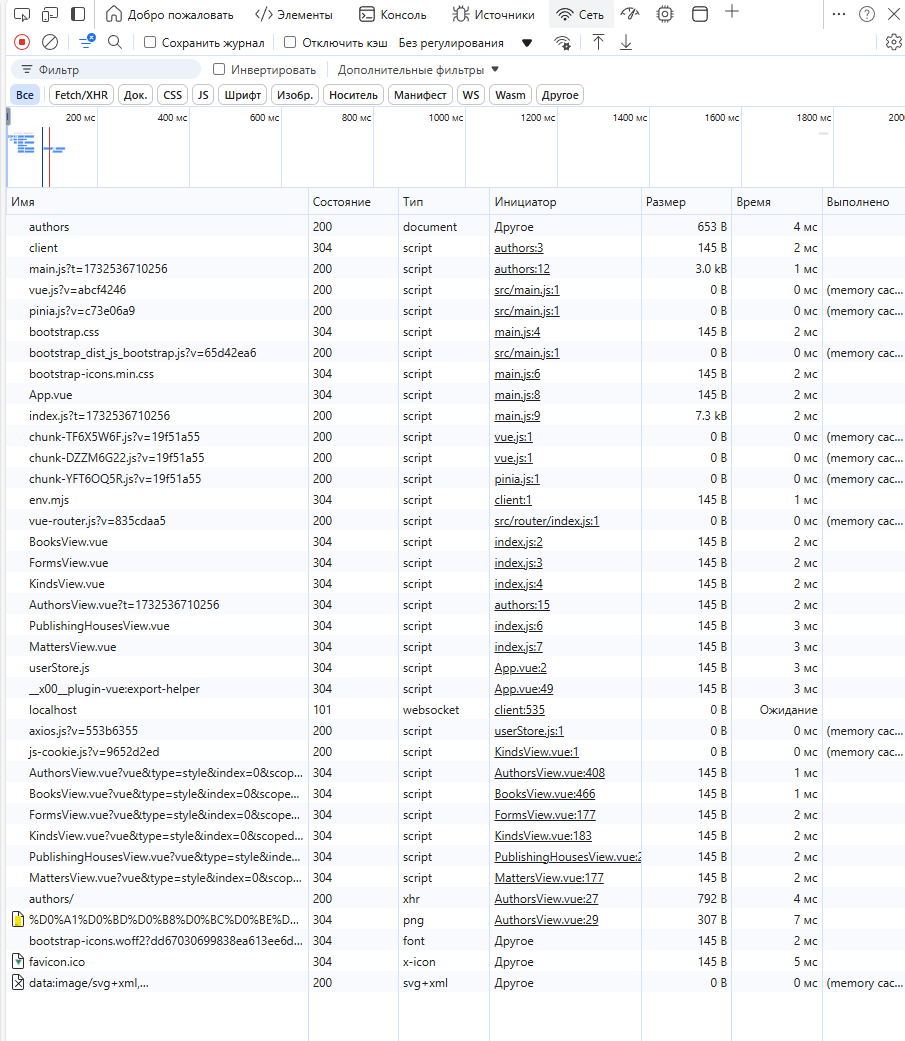 Добро пожаловать Элементы Консоль Источники Сеть
Сохранить журнал Отключить кэш Без регулирования
Фильтр Инвертировать Дополнительные фильтры
Все Fetch/XHR Док. CSS JS Шрифт Изобр. Носитель Манифест WS Wasm Другое
200 мс 400 мс 600 мс 800 мс 1000 мс 1200 мс 1400 мс 1600 мс 1800 мс 2000
Имя Состояние Тип Инициатор Размер Время Выполнено
authors 200 document Другое 653 B 4 мс
client 304 script authors:3 145 B 2 мс
main.js?t=1732536710256 200 script authors:12 3.0 kB 1 мс
vue.js?v=abcf4246 200 script src/main.js:1 0 B 0 мс (memory cac...
pinia.js?v=c73e06a9 200 script src/main.js:1 0 B 0 мс (memory cac...
bootstrap.css 304 script main.js:4 145 B 2 мс
bootstrap_dist_js_bootstrap.js?v=65d42ea6 200 script src/main.js:1 0 B 0 мс (memory cac...
bootstrap-icons.min.css 304 script main.js:6 145 B 2 мс
App.vue 304 script main.js:8 145 B 2 мс
index.js?t=1732536710256 200 script main.js:9 7.3 kB 2 мс
chunk-TF6X5W6F.js?v=19f51a55 200 script vue.js:1 0 B 0 мс (memory cac...
chunk-DZZM6G22.js?v=19f51a55 200 script vue.js:1 0 B 0 мс (memory cac...
chunk-YFT6OQ5R.js?v=19f51a55 200 script pinia.js:1 0 B 0 мс (memory cac...
env.mjs 304 script client:1 145 B 1 мс
vue-router.js?v=835cdaa5 200 script src/router/index.js:1 0 B 0 мс (memory cac...
BooksView.vue 304 script index.js:2 145 B 2 мс
FormsView.vue 304 script index.js:3 145 B 2 мс
KindsView.vue 304 script index.js:4 145 B 2 мс
AuthorsView.vue?t=1732536710256 304 script authors:15 145 B 2 мс
PublishingHousesView.vue 304 script index.js:6 145 B 3 мс
MattersView.vue 304 script index.js:7 145 B 3 мс
userStore.js 304 script App.vue:2 145 B 3 мс
__x00__plugin-vue:export-helper 304 script App.vue:49 145 B 3 мс
localhost 101 websocket client:535 0 B Ожидание
axios.js?v=553b6355 200 script userStore.js:1 0 B 0 мс (memory cac...
js-cookie.js?v=9652d2ed 200 script KindsView.vue:1 0 B 0 мс (memory cac...
AuthorsView.vue?vue&type=style&index=0&scop... 304 script AuthorsView.vue:408 145 B 1 мс
BooksView.vue?vue&type=style&index=0&scope... 304 script BooksView.vue:466 145 B 1 мс
FormsView.vue?vue&type=style&index=0&scope... 304 script FormsView.vue:177 145 B 2 мс
KindsView.vue?vue&type=style&index=0&scoped... 304 script KindsView.vue:183 145 B 2 мс
PublishingHousesView.vue?vue&type=style&inde... 304 script PublishingHousesView.vue:2 145 B 2 мс
MattersView.vue?vue&type=style&index=0&scop... 304 script MattersView.vue:177 145 B 2 мс
authors/ 200 xhr AuthorsView.vue:27 792 B 4 мс
%D0%A1%D0%BD%D0%B8%D0%BC%D0%BE%D... 304 png AuthorsView.vue:29 307 B 7 мс
bootstrap-icons.woff2?dd67030699838ea613ee6d... 304 font Другое 145 B 2 мс
favicon.ico 304 x-icon Другое 145 B 5 мс
data:image/svg+xml,... 200 svg+xml Другое 0 B 0 мс (memory cac...